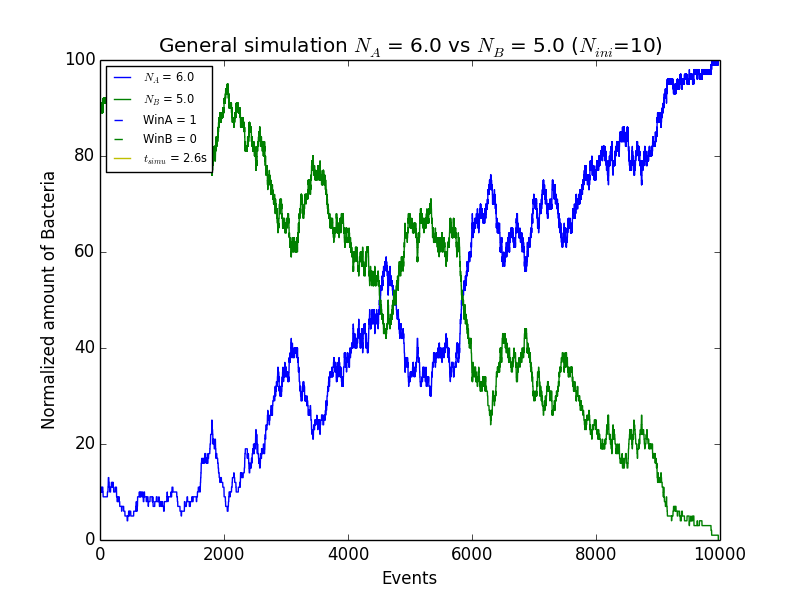 General simulation N_A = 6.0 vs N_B = 5.0 (N_ini=10)
Normalized amount of Bacteria
100
80
60
40
20
0
N_A = 6.0
N_B = 5.0
WinA = 1
WinB = 0
t_simu = 2.6s
0 2000 4000 6000 8000 10000
Events